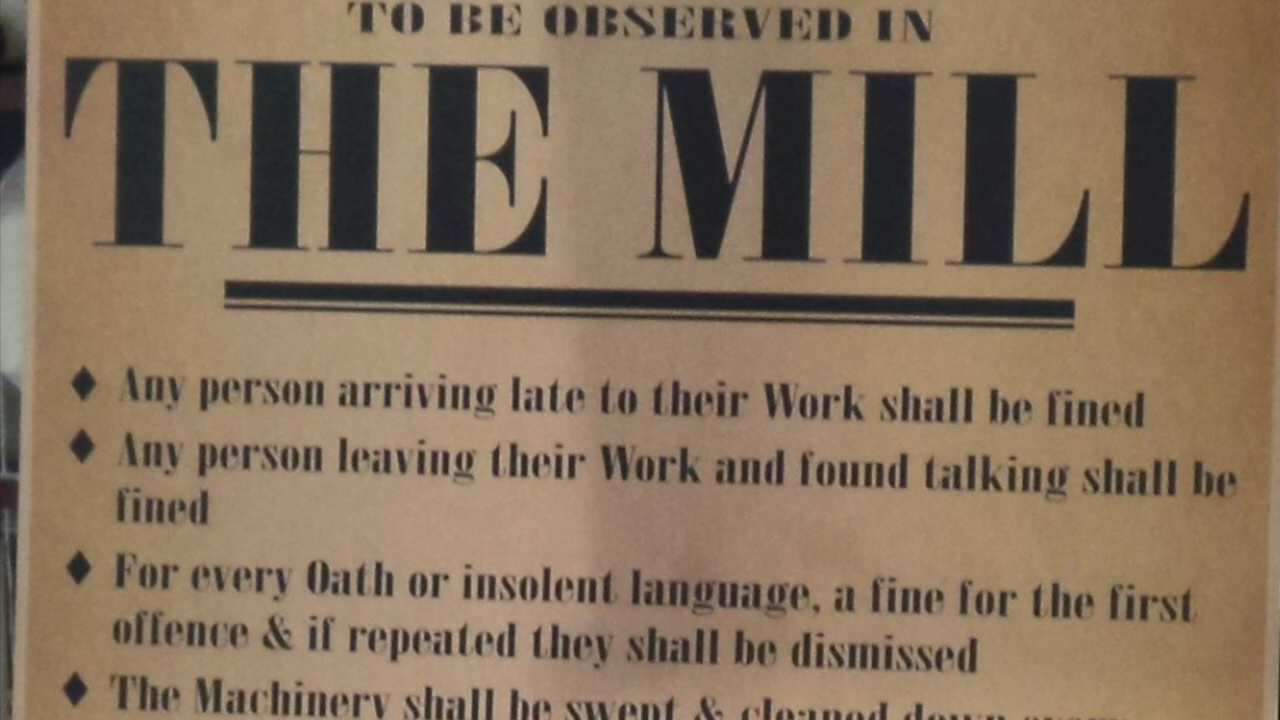 TO BE OBSERVED IN
THE MILL
♦ Any person arriving late to their Work shall be fined
♦ Any person leaving their Work and found talking shall be
fined
♦ For every Oath or insolent language, a fine for the first
offence & if repeated they shall be dismissed
♦ The Machinery shall be swept & cleaned down every